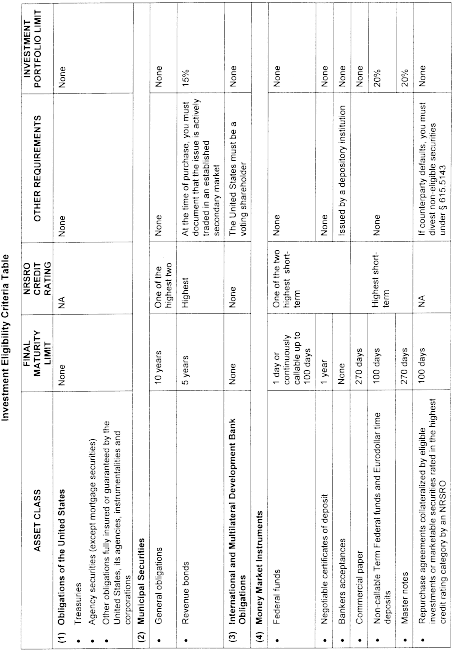 Investment Eligibility Criteria Table
ASSET CLASS
FINAL
MATURITY
LIMIT
NRSRO
CREDIT
RATING
OTHER REQUIREMENTS
INVESTMENT
PORTFOLIO LIMIT
(1) Obligations of the United States
• Treasuries
• Agency securities (except mortgage securities)
• Other obligations fully insured or guaranteed by the
United States, its agencies, instrumentalities and
corporations
None
NA
None
None
(2) Municipal Securities
• General obligations
10 years
One of the
highest two
None
None
• Revenue bonds
5 years
Highest
At the time of purchase, you must
document that the issue is actively
traded in an established
secondary market
15%
(3) International and Multilateral Development Bank
Obligations
None
None
The United States must be a
voting shareholder
None
(4) Money Market Instruments
• Federal funds
1 day or
continuously
callable up to
100 days
One of the two
highest short-
term
None
None
• Negotiable certificates of deposit
1 year
None
None
• Bankers acceptances
None
Issued by a depository institution
None
• Commercial paper
270 days
Highest short-
term
None
None
• Non-callable Term Federal funds and Eurodollar time
deposits
100 days
20%
• Master notes
270 days
20%
• Repurchase agreements collateralized by eligible
investments or marketable securities rated in the highest
credit rating category by an NRSRO
100 days
NA
If counterparty defaults, you must
divest non-eligible securities
under § 615.5143
None